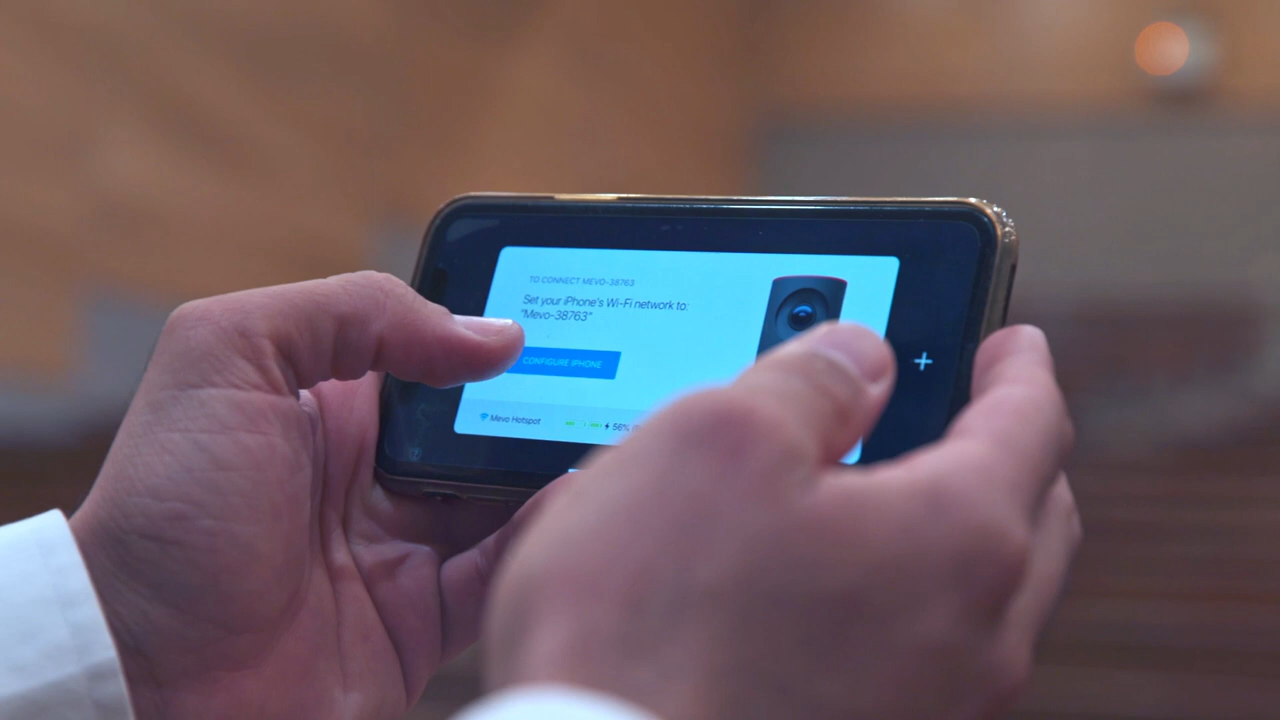 TO CONNECT MEVO-38763
Set your iPhone's Wi-Fi network to:
"Mevo-38763"
CONFIGURE IPHONE
Mevo Hotspot
56%